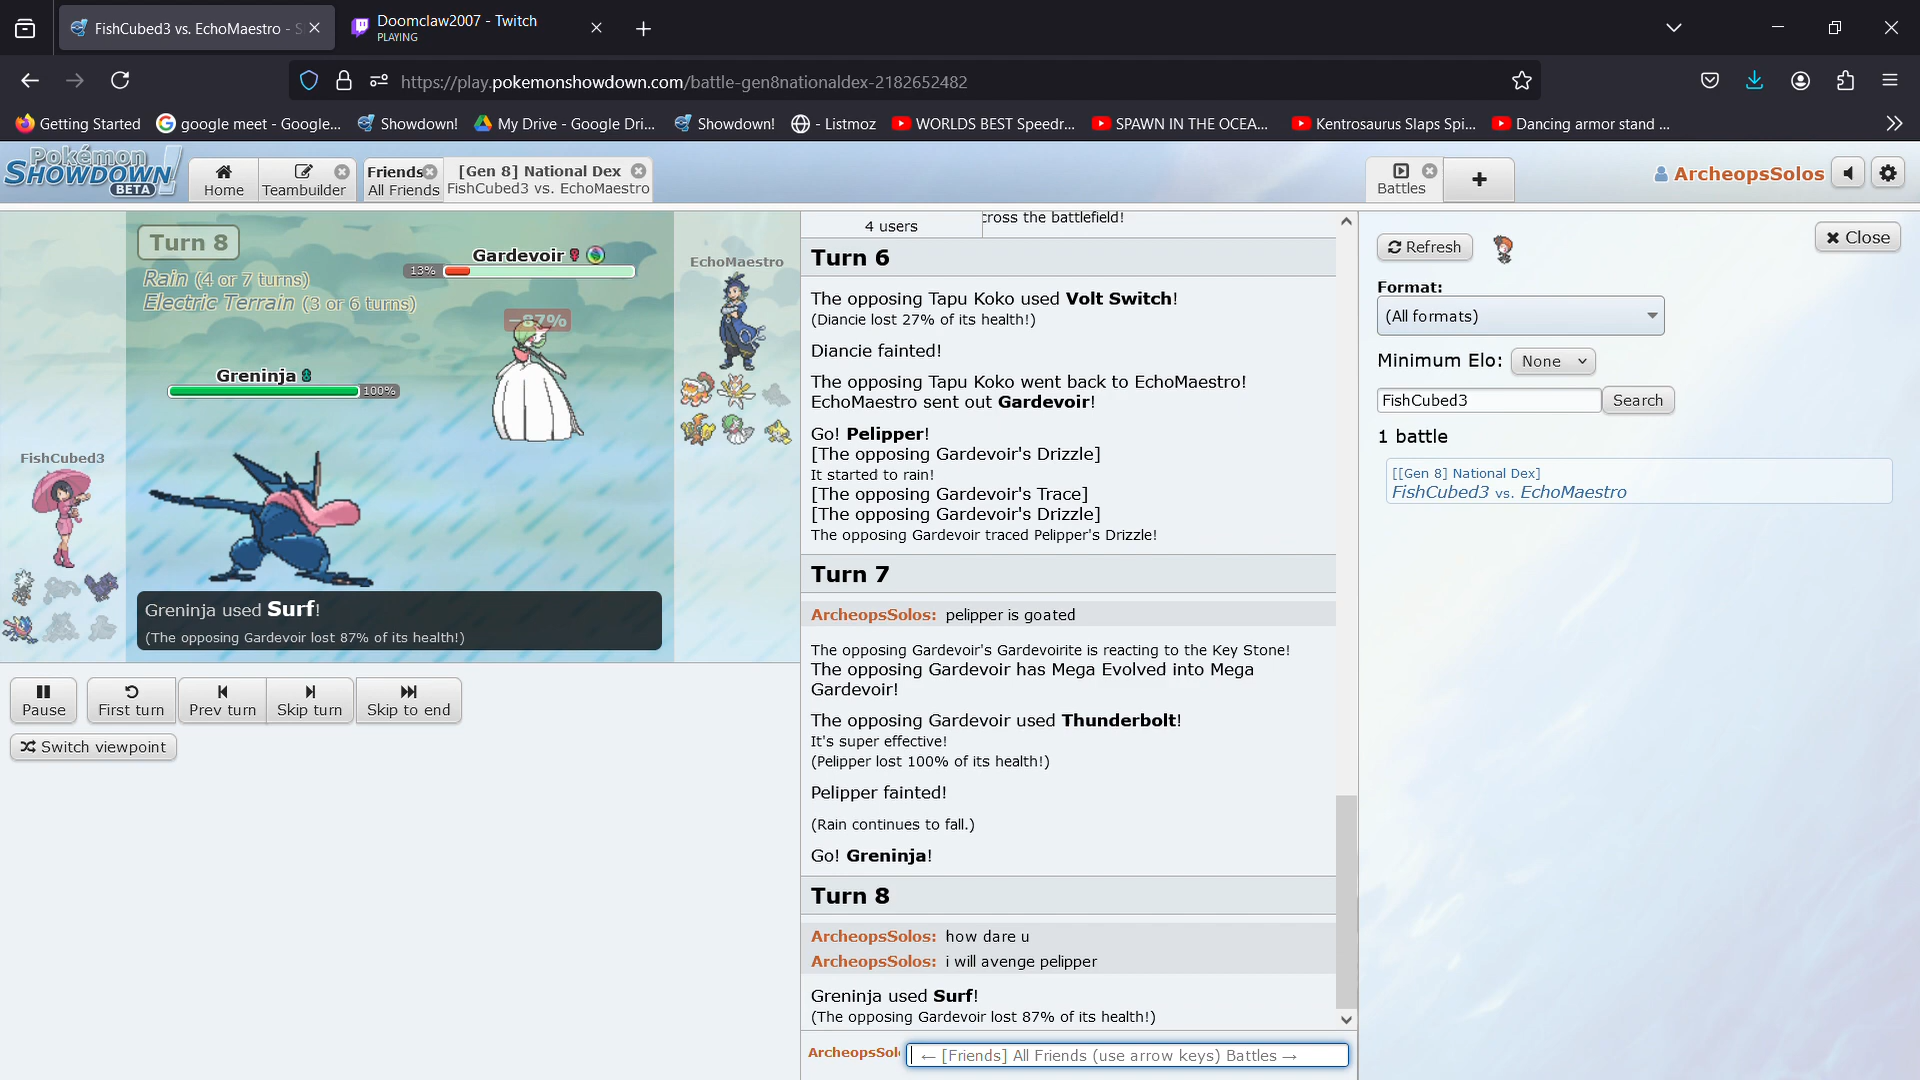 FishCubed3 vs. EchoMaestro - S
Doomclaw2007 - Twitch
PLAYING
https://play.pokemonshowdown.com/battle-gen8nationaldex-2182652482
Getting Started
google meet - Google...
Showdown!
My Drive - Google Dri...
Showdown!
- Listmoz
WORLDS BEST Speedr...
SPAWN IN THE OCEA...
Kentrosaurus Slaps Spi...
Dancing armor stand ...
Pokémon
SHOWDOWN!
BETA
Home
Teambuilder
Friends
All Friends
[Gen 8] National Dex
FishCubed3 vs. EchoMaestro
Battles
ArcheopsSolos
Turn 8
Rain (4 or 7 turns)
Electric Terrain (3 or 6 turns)
Gardevoir
13%
−87%
EchoMaestro
Greninja
100%
FishCubed3
Greninja used Surf!
(The opposing Gardevoir lost 87% of its health!)
Pause
First turn
Prev turn
Skip turn
Skip to end
Switch viewpoint
4 users
cross the battlefield!
Turn 6
The opposing Tapu Koko used Volt Switch!
(Diancie lost 27% of its health!)
Diancie fainted!
The opposing Tapu Koko went back to EchoMaestro!
EchoMaestro sent out Gardevoir!
Go! Pelipper!
[The opposing Gardevoir's Drizzle]
It started to rain!
[The opposing Gardevoir's Trace]
[The opposing Gardevoir's Drizzle]
The opposing Gardevoir traced Pelipper's Drizzle!
Turn 7
ArcheopsSolos: pelipper is goated
The opposing Gardevoir's Gardevoirite is reacting to the Key Stone!
The opposing Gardevoir has Mega Evolved into Mega
Gardevoir!
The opposing Gardevoir used Thunderbolt!
It's super effective!
(Pelipper lost 100% of its health!)
Pelipper fainted!
(Rain continues to fall.)
Go! Greninja!
Turn 8
ArcheopsSolos: how dare u
ArcheopsSolos: i will avenge pelipper
Greninja used Surf!
(The opposing Gardevoir lost 87% of its health!)
ArcheopsSol
← [Friends] All Friends (use arrow keys) Battles →
Refresh
Close
Format:
(All formats)
Minimum Elo: None
FishCubed3
Search
1 battle
[[Gen 8] National Dex]
FishCubed3 vs. EchoMaestro